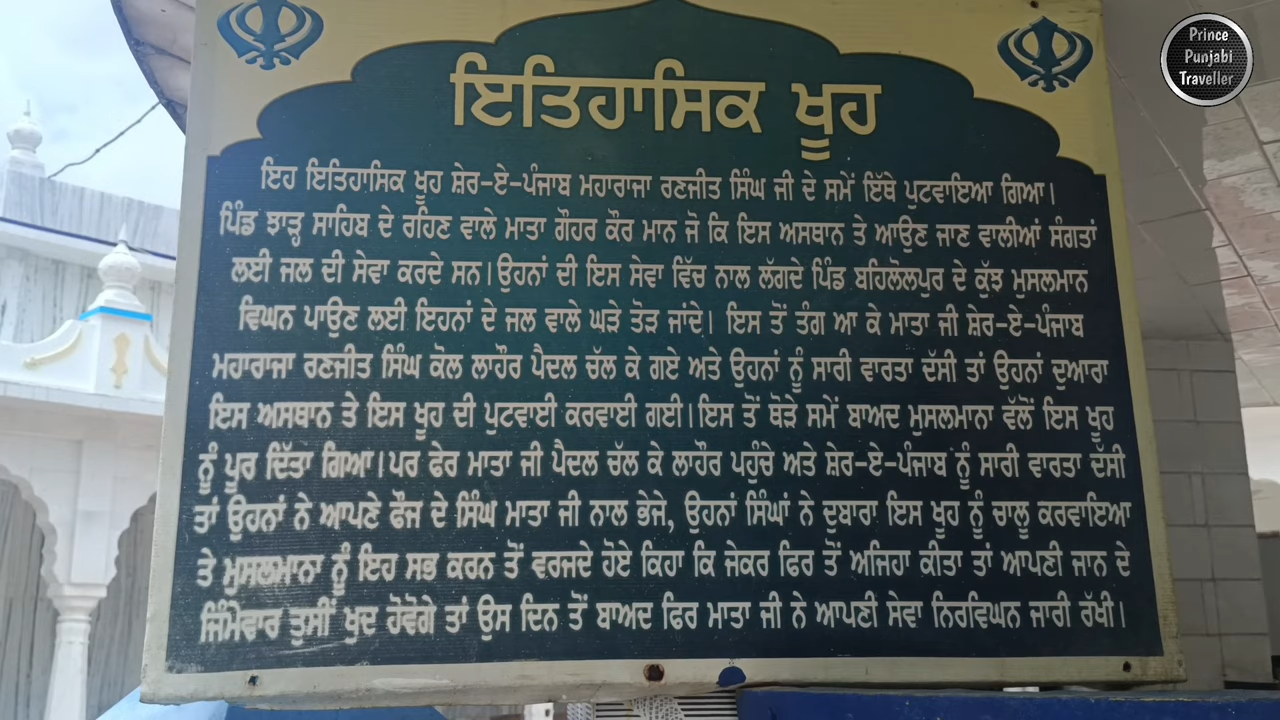 ਇਤਿਹਾਸਿਕ ਖੂਹ
ਇਹ ਇਤਿਹਾਸਿਕ ਖੂਹ ਸ਼ੇਰ-ਏ-ਪੰਜਾਬ ਮਹਾਰਾਜਾ ਰਣਜੀਤ ਸਿੰਘ ਜੀ ਦੇ ਸਮੇਂ ਇੱਥੇ ਪੁਟਵਾਇਆ ਗਿਆ।
ਪਿੰਡ ਝਾੜ੍ਹ ਸਾਹਿਬ ਦੇ ਰਹਿਣ ਵਾਲੇ ਮਾਤਾ ਗੌਹਰ ਕੌਰ ਮਾਨ ਜੋ ਕਿ ਇਸ ਅਸਥਾਨ ਤੇ ਆਉਣ ਜਾਣ ਵਾਲੀਆਂ ਸੰਗਤਾਂ
ਲਈ ਜਲ ਦੀ ਸੇਵਾ ਕਰਦੇ ਸਨ।ਉਹਨਾਂ ਦੀ ਇਸ ਸੇਵਾ ਵਿੱਚ ਨਾਲ ਲੱਗਦੇ ਪਿੰਡ ਬਹਿਲੋਲਪੁਰ ਦੇ ਕੁੱਝ ਮੁਸਲਮਾਨ
ਵਿਘਨ ਪਾਉਣ ਲਈ ਇਹਨਾਂ ਦੇ ਜਲ ਵਾਲੇ ਘੜੇ ਤੋੜ ਜਾਂਦੇ। ਇਸ ਤੋਂ ਤੰਗ ਆ ਕੇ ਮਾਤਾ ਜੀ ਸ਼ੇਰ-ਏ-ਪੰਜਾਬ
ਮਹਾਰਾਜਾ ਰਣਜੀਤ ਸਿੰਘ ਕੋਲ ਲਾਹੌਰ ਪੈਦਲ ਚੱਲ ਕੇ ਗਏ ਅਤੇ ਉਹਨਾਂ ਨੂੰ ਸਾਰੀ ਵਾਰਤਾ ਦੱਸੀ ਤਾਂ ਉਹਨਾਂ ਦੁਆਰਾ
ਇਸ ਅਸਥਾਨ ਤੇ ਇਸ ਖੂਹ ਦੀ ਪੁਟਵਾਈ ਕਰਵਾਈ ਗਈ।ਇਸ ਤੋਂ ਥੋੜੇ ਸਮੇਂ ਬਾਅਦ ਮੁਸਲਮਾਨਾ ਵੱਲੋਂ ਇਸ ਖੂਹ
ਨੂੰ ਪੂਰ ਦਿੱਤਾ ਗਿਆ।ਪਰ ਫੇਰ ਮਾਤਾ ਜੀ ਪੈਦਲ ਚੱਲ ਕੇ ਲਾਹੌਰ ਪਹੁੰਚੇ ਅਤੇ ਸ਼ੇਰ-ਏ-ਪੰਜਾਬ ਨੂੰ ਸਾਰੀ ਵਾਰਤਾ ਦੱਸੀ
ਤਾਂ ਉਹਨਾਂ ਨੇ ਆਪਣੇ ਫੌਜ ਦੇ ਸਿੰਘ ਮਾਤਾ ਜੀ ਨਾਲ ਭੇਜੇ, ਉਹਨਾਂ ਸਿੰਘਾਂ ਨੇ ਦੁਬਾਰਾ ਇਸ ਖੂਹ ਨੂੰ ਚਾਲੂ ਕਰਵਾਇਆ
ਤੇ ਮੁਸਲਮਾਨਾ ਨੂੰ ਇਹ ਸਭ ਕਰਨ ਤੋਂ ਵਰਜਦੇ ਹੋਏ ਕਿਹਾ ਕਿ ਜੇਕਰ ਫਿਰ ਤੋਂ ਅਜਿਹਾ ਕੀਤਾ ਤਾਂ ਆਪਣੀ ਜਾਨ ਦੇ
ਜਿੰਮੇਵਾਰ ਤੁਸੀਂ ਖੁਦ ਹੋਵੋਗੇ ਤਾਂ ਉਸ ਦਿਨ ਤੋਂ ਬਾਅਦ ਫਿਰ ਮਾਤਾ ਜੀ ਨੇ ਆਪਣੀ ਸੇਵਾ ਨਿਰਵਿਘਨ ਜਾਰੀ ਰੱਖੀ।
Prince
Punjabi
Traveller